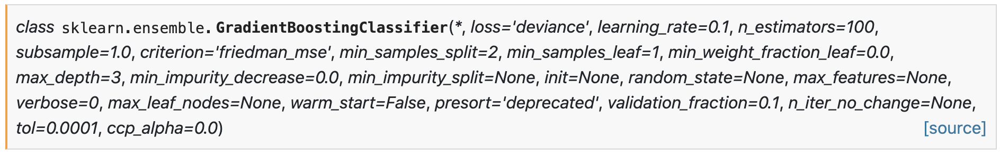 class sklearn.ensemble.GradientBoostingClassifier(*, loss='deviance', learning_rate=0.1, n_estimators=100,
subsample=1.0, criterion='friedman_mse', min_samples_split=2, min_samples_leaf=1, min_weight_fraction_leaf=0.0,
max_depth=3, min_impurity_decrease=0.0, min_impurity_split=None, init=None, random_state=None, max_features=None,
verbose=0, max_leaf_nodes=None, warm_start=False, presort='deprecated', validation_fraction=0.1, n_iter_no_change=None,
tol=0.0001, ccp_alpha=0.0) [source]